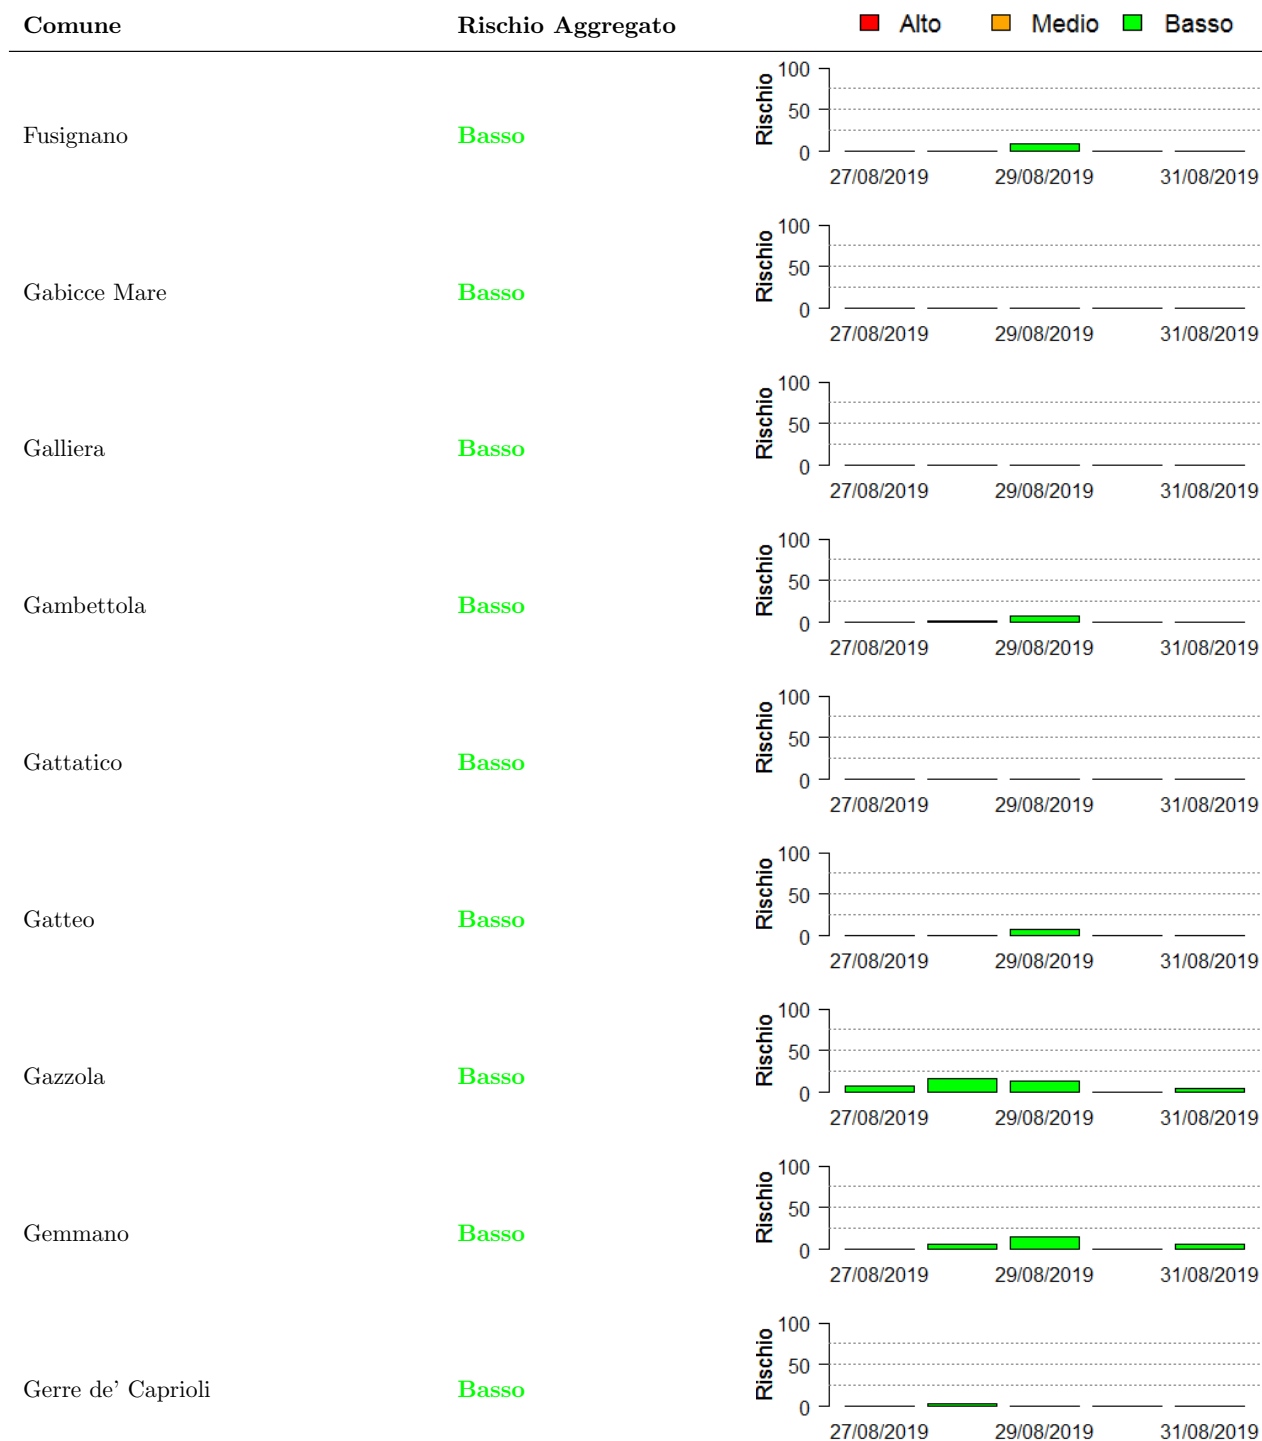 Comune Rischio Aggregato Alto Medio Basso
100
50
0
Rischio
Fusignano Basso
27/08/2019 29/08/2019 31/08/2019
100
50
0
Rischio
Gabicce Mare Basso
27/08/2019 29/08/2019 31/08/2019
100
50
0
Rischio
Galliera Basso
27/08/2019 29/08/2019 31/08/2019
100
50
0
Rischio
Gambettola Basso
27/08/2019 29/08/2019 31/08/2019
100
50
0
Rischio
Gattatico Basso
27/08/2019 29/08/2019 31/08/2019
100
50
0
Rischio
Gatteo Basso
27/08/2019 29/08/2019 31/08/2019
100
50
0
Rischio
Gazzola Basso
27/08/2019 29/08/2019 31/08/2019
100
50
0
Rischio
Gemmano Basso
27/08/2019 29/08/2019 31/08/2019
100
50
0
Rischio
Gerre de' Caprioli Basso
27/08/2019 29/08/2019 31/08/2019